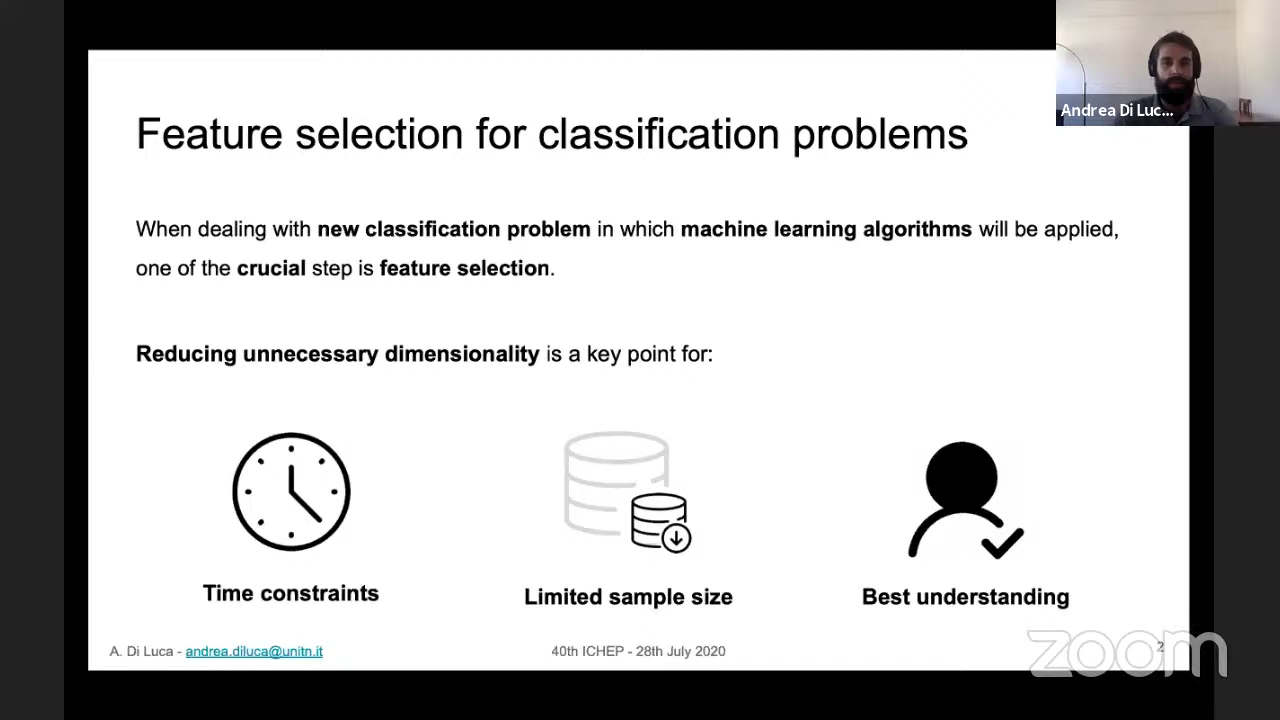 Andrea Di Luc...
Feature selection for classification problems
When dealing with new classification problem in which machine learning algorithms will be applied,
one of the crucial step is feature selection.
Reducing unnecessary dimensionality is a key point for:
Time constraints
Limited sample size
Best understanding
A. Di Luca - andrea.diluca@unitn.it
40th ICHEP - 28th July 2020
2
zoom